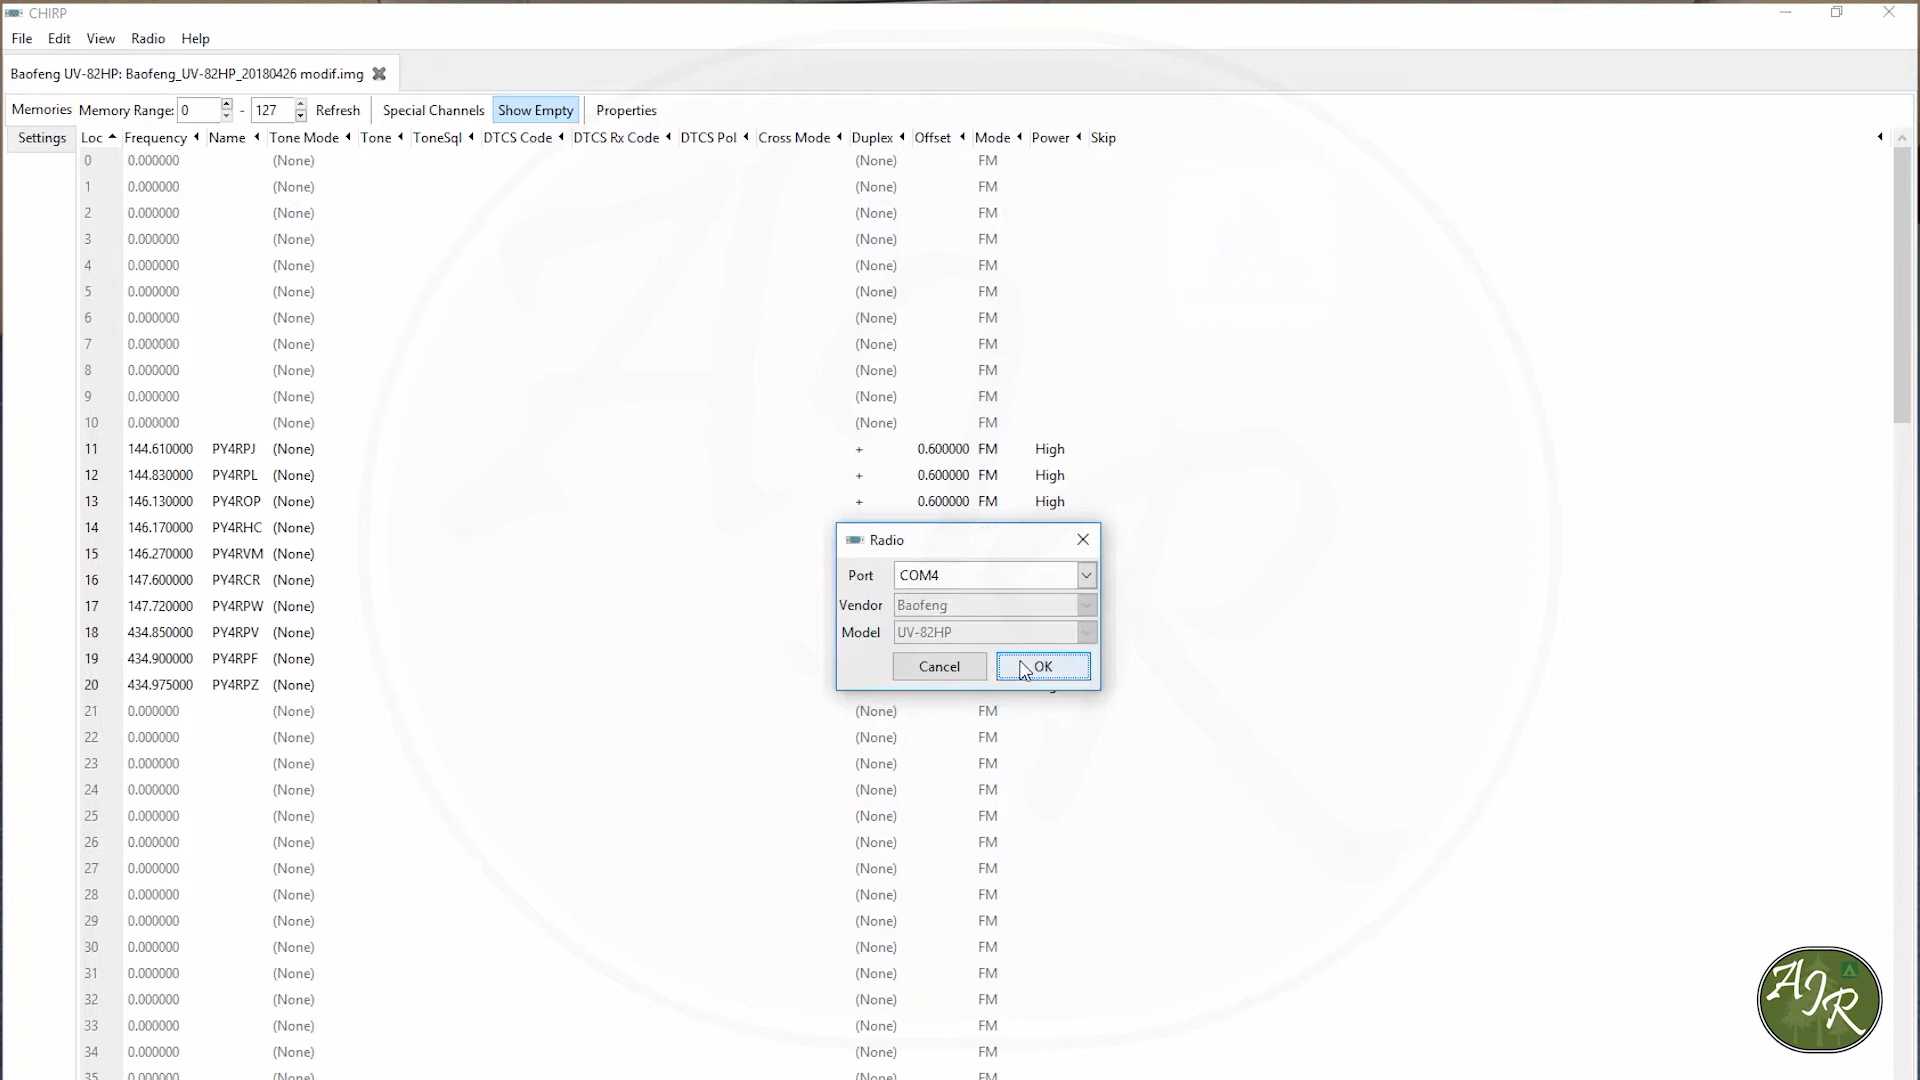 CHIRP
File Edit View Radio Help
Baofeng UV-82HP: Baofeng_UV-82HP_20180426 modif.img
Memories Memory Range: 0 - 127 Refresh Special Channels Show Empty Properties
Settings Loc Frequency Name Tone Mode Tone ToneSql DTCS Code DTCS Rx Code DTCS Pol Cross Mode Duplex Offset Mode Power Skip
0 0.000000 (None) (None) FM
1 0.000000 (None) (None) FM
2 0.000000 (None) (None) FM
3 0.000000 (None) (None) FM
4 0.000000 (None) (None) FM
5 0.000000 (None) (None) FM
6 0.000000 (None) (None) FM
7 0.000000 (None) (None) FM
8 0.000000 (None) (None) FM
9 0.000000 (None) (None) FM
10 0.000000 (None) (None) FM
11 144.610000 PY4RPJ (None) + 0.600000 FM High
12 144.830000 PY4RPL (None) + 0.600000 FM High
13 146.130000 PY4ROP (None) + 0.600000 FM High
14 146.170000 PY4RHC (None)
15 146.270000 PY4RVM (None)
16 147.600000 PY4RCR (None)
17 147.720000 PY4RPW (None)
18 434.850000 PY4RPV (None)
19 434.900000 PY4RPF (None)
20 434.975000 PY4RPZ (None)
Radio
Port COM4
Vendor Baofeng
Model UV-82HP
Cancel OK
21 0.000000 (None) (None) FM
22 0.000000 (None) (None) FM
23 0.000000 (None) (None) FM
24 0.000000 (None) (None) FM
25 0.000000 (None) (None) FM
26 0.000000 (None) (None) FM
27 0.000000 (None) (None) FM
28 0.000000 (None) (None) FM
29 0.000000 (None) (None) FM
30 0.000000 (None) (None) FM
31 0.000000 (None) (None) FM
32 0.000000 (None) (None) FM
33 0.000000 (None) (None) FM
34 0.000000 (None) (None) FM
35 0.000000 (None) (None) FM
AJR